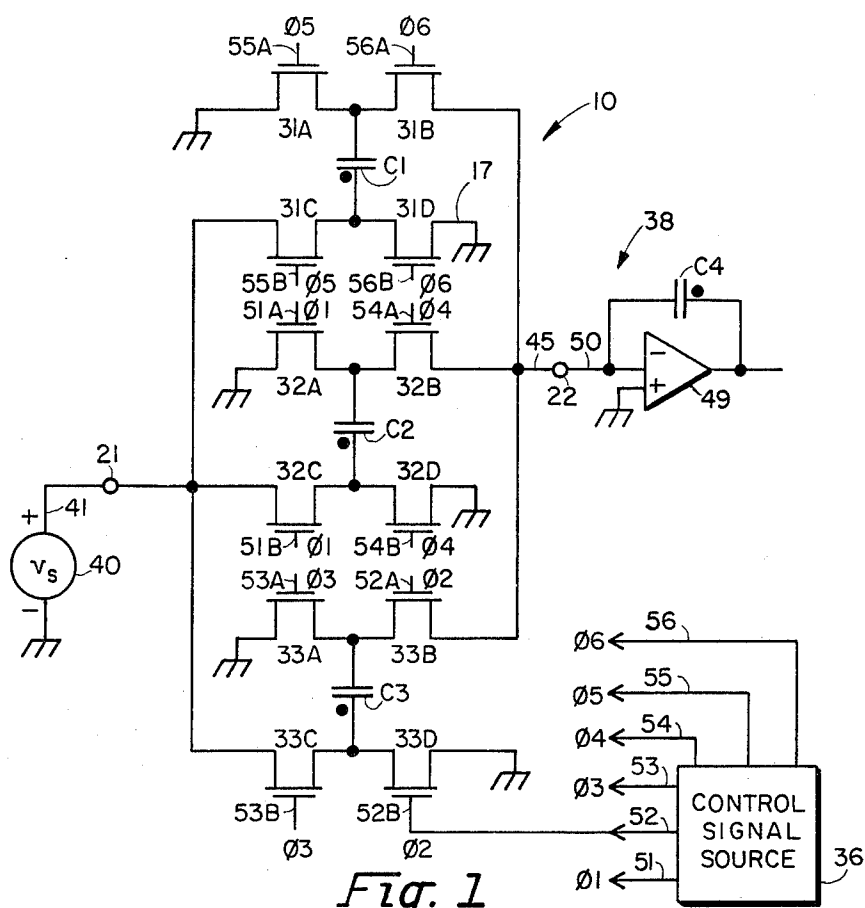 Ø5 Ø6
55A 56A
10
31A 31B
C1
17
31C 31D
38
C4
55B Ø5 56B Ø6
51A Ø1 54A Ø4
45 50
−
+
22
49
32A 32B
C2
21
32C 32D
41
+
51B Ø1 54B Ø4
vs
40
−
53A Ø3 52A Ø2
33A 33B
C3
Ø6 56
Ø5 55
Ø4 54
33C 33D
Ø3 53
53B 52B
52
CONTROL
SIGNAL
SOURCE
Ø3 Ø2
Ø1 51
36
Fig. 1